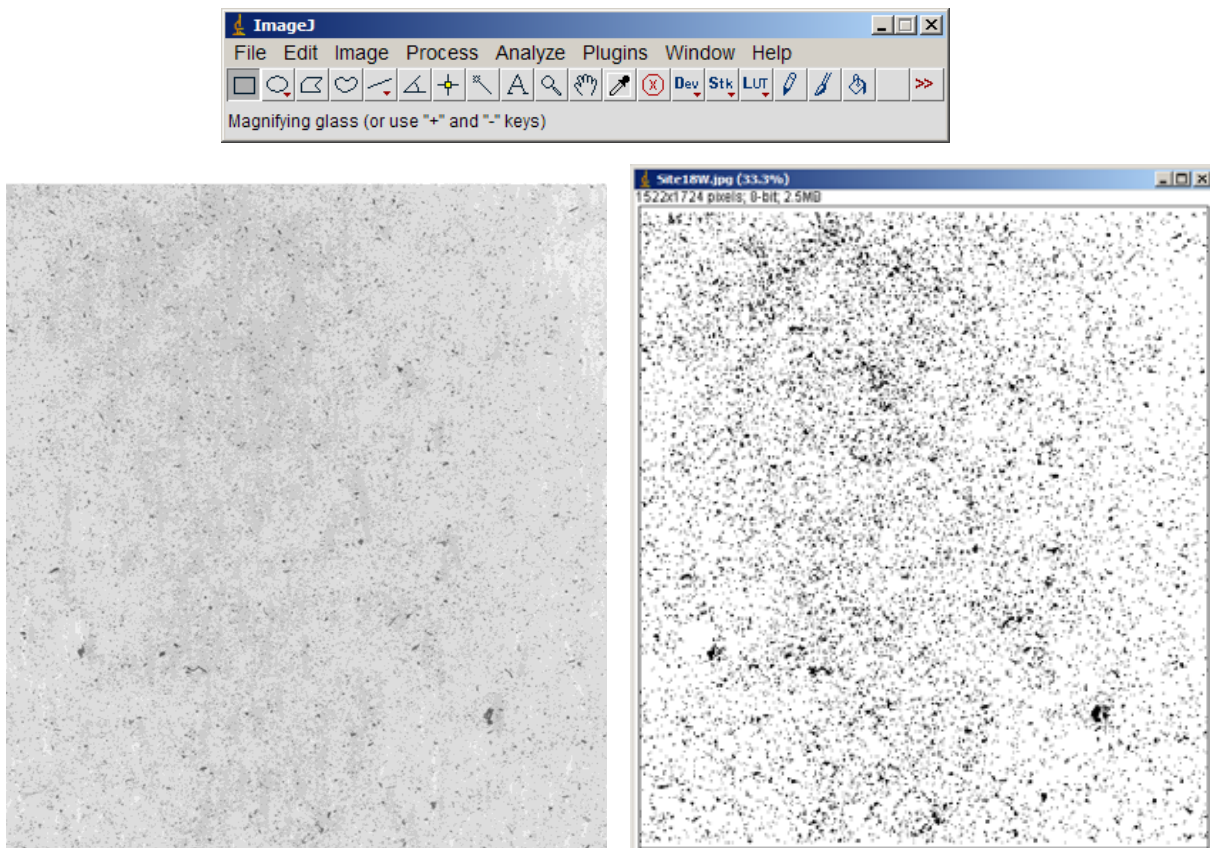 ImageJ
File Edit Image Process Analyze Plugins Window Help
A Dev Stk LUT >>
Magnifying glass (or use "+" and "-" keys)
Site18W.jpg (33.3%)
1522x1724 pixels; 8-bit; 2.5MB